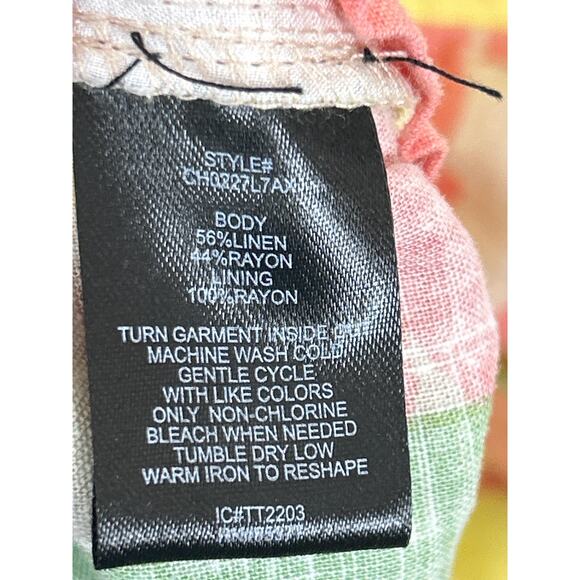 STYLE#
CH0227L7AX
BODY
56%LINEN
44%RAYON
LINING
100%RAYON
TURN GARMENT INSIDE OUT
MACHINE WASH COLD
GENTLE CYCLE
WITH LIKE COLORS
ONLY NON-CHLORINE
BLEACH WHEN NEEDED
TUMBLE DRY LOW
WARM IRON TO RESHAPE
IC#TT2203